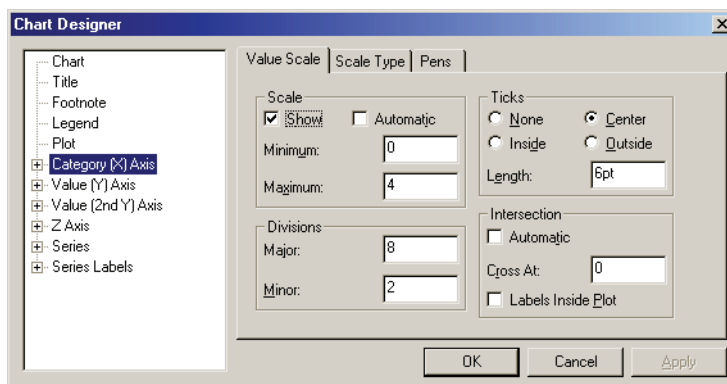 Chart Designer
Chart
Title
Footnote
Legend
Plot
Category (X) Axis
Value (Y) Axis
Value (2nd Y) Axis
Z Axis
Series
Series Labels
Value Scale Scale Type Pens
Scale
Show Automatic
Minimum: 0
Maximum: 4
Divisions
Major: 8
Minor: 2
Ticks
None Center
Inside Outside
Length: 6pt
Intersection
Automatic
Cross At: 0
Labels Inside Plot
OK Cancel Apply